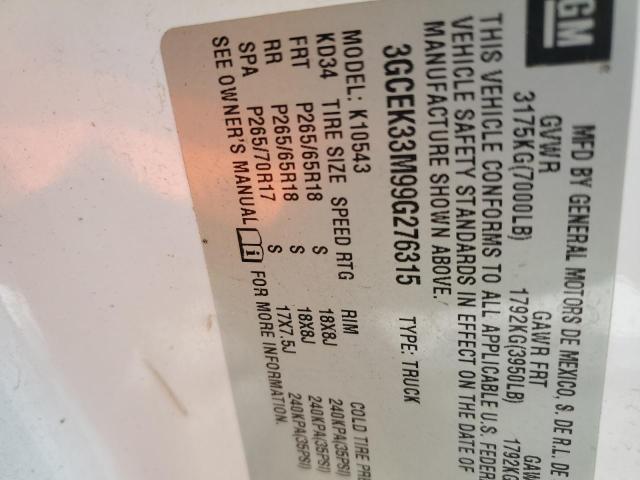 GM
MFD BY GENERAL MOTORS DE MEXICO, S. DE R.L. DE
GVWR GAWR FRT
3175KG(7000LB) 1792KG(3950LB) 1792KG
THIS VEHICLE CONFORMS TO ALL APPLICABLE U.S.
VEHICLE SAFETY STANDARDS IN EFFECT ON THE DATE OF
MANUFACTURE SHOWN ABOVE.
3GCEK33M99G276315 TYPE: TRUCK
MODEL: K10543
KD34 TIRE SIZE SPEED RTG RIM COLD TIRE
FRT P265/65R18 S 18X8J 240KPA(35PSI)
RR P265/65R18 S 18X8J 240KPA(35PSI)
SPA P265/70R17 S 17X7.5J 240KPA(35PSI)
SEE OWNER'S MANUAL FOR MORE INFORMATION.